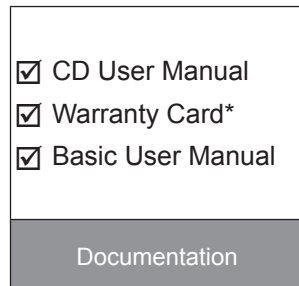 ☑ CD User Manual
☑ Warranty Card*
☑ Basic User Manual
Documentation